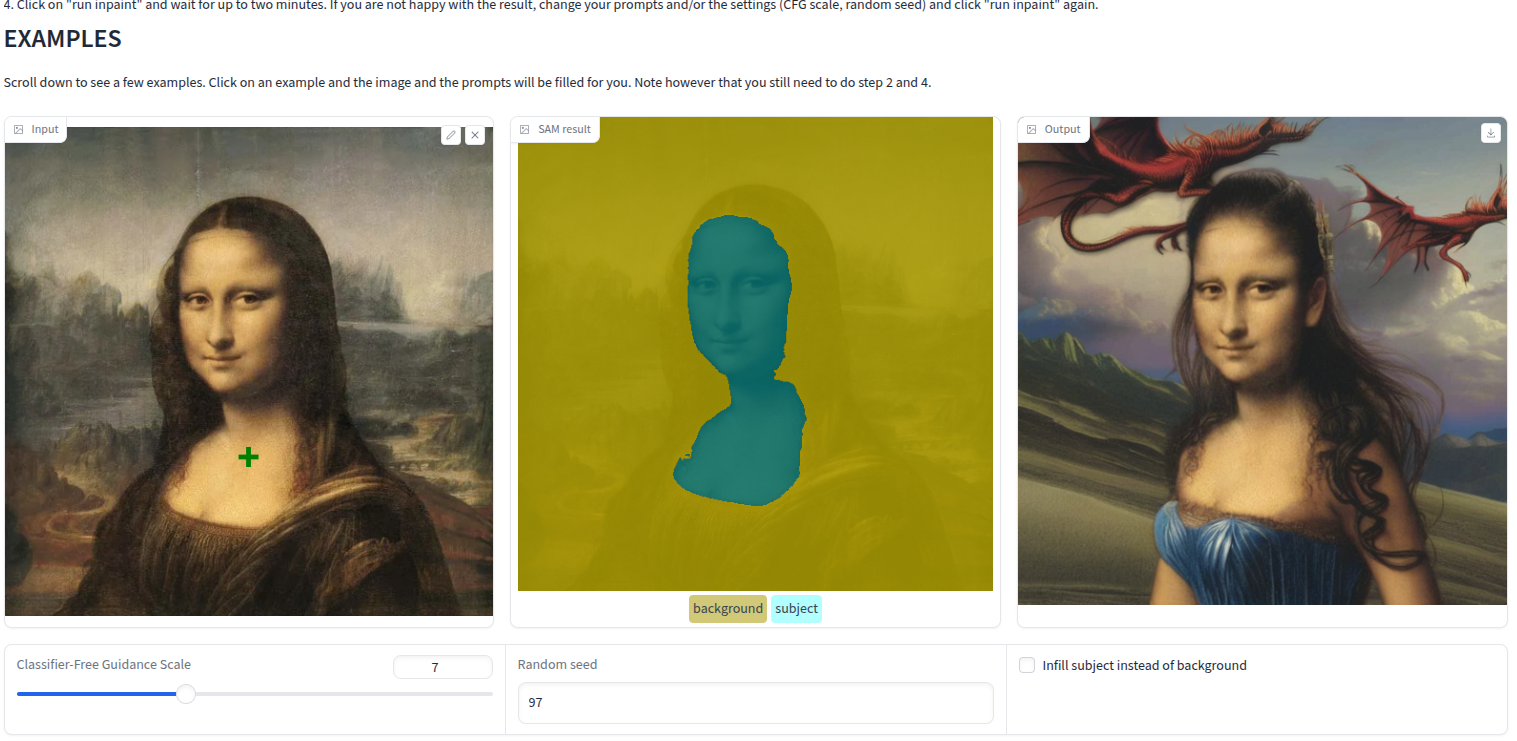 4. Click on "run inpaint" and wait for up to two minutes. If you are not happy with the result, change your prompts and/or the settings (CFG scale, random seed) and click "run inpaint" again.
EXAMPLES
Scroll down to see a few examples. Click on an example and the image and the prompts will be filled for you. Note however that you still need to do step 2 and 4.
Input
SAM result
Output
background subject
Classifier-Free Guidance Scale
7
Random seed
97
Infill subject instead of background